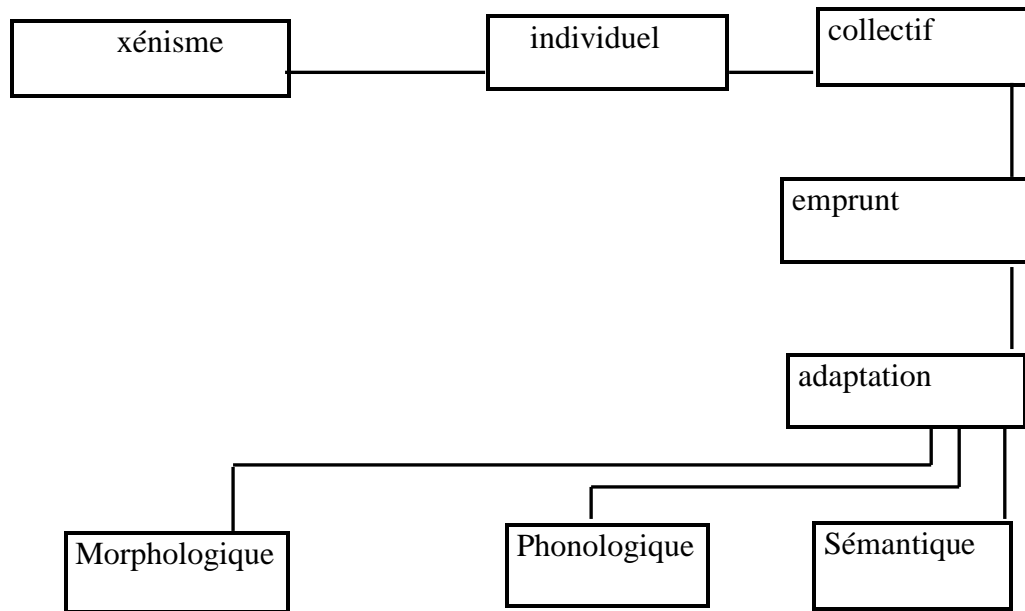 xénisme
individuel
collectif
emprunt
adaptation
Morphologique
Phonologique
Sémantique